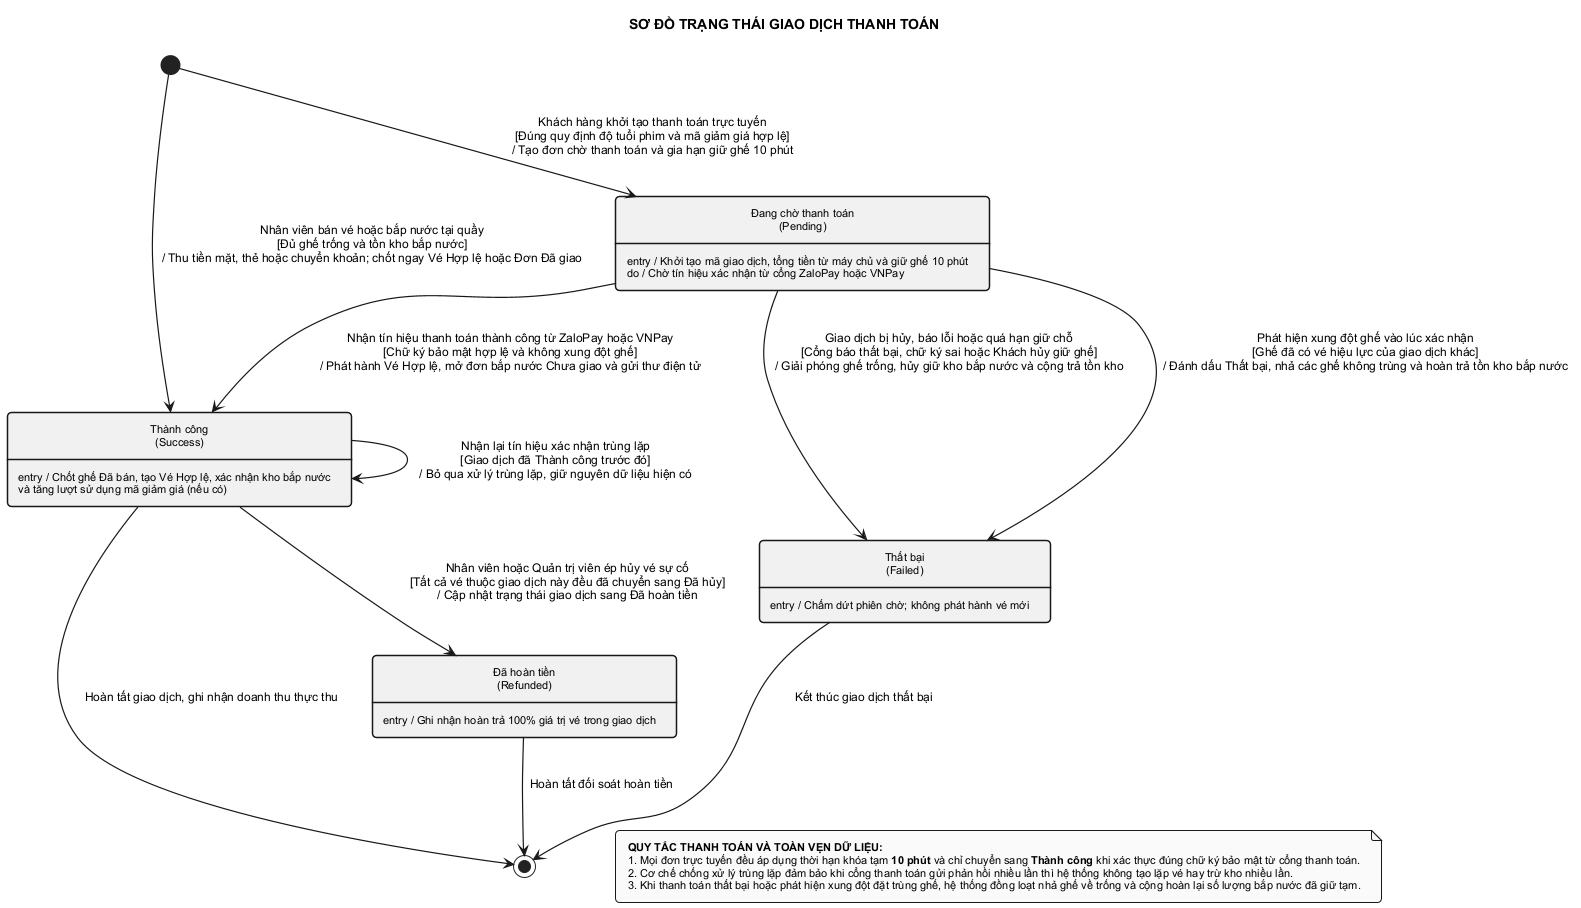 SƠ ĐỒ TRẠNG THÁI GIAO DỊCH THANH TOÁN
Khách hàng khởi tạo thanh toán trực tuyến
[Đúng quy định độ tuổi phim và mã giảm giá hợp lệ]
/ Tạo đơn chờ thanh toán và gia hạn giữ ghế 10 phút
Nhân viên bán vé hoặc bắp nước tại quầy
[Đủ ghế trống và tồn kho bắp nước]
/ Thu tiền mặt, thẻ hoặc chuyển khoản; chốt ngay Vé Hợp lệ hoặc Đơn Đã giao
Đang chờ thanh toán
(Pending)
entry / Khởi tạo mã giao dịch, tổng tiền từ máy chủ và giữ ghế 10 phút
do / Chờ tín hiệu xác nhận từ cổng ZaloPay hoặc VNPay
Nhận tín hiệu thanh toán thành công từ ZaloPay hoặc VNPay
[Chữ ký bảo mật hợp lệ và không xung đột ghế]
/ Phát hành Vé Hợp lệ, mở đơn bắp nước Chưa giao và gửi thư điện tử
Giao dịch bị hủy, báo lỗi hoặc quá hạn giữ chỗ
[Cổng báo thất bại, chữ ký sai hoặc Khách hủy giữ ghế]
/ Giải phóng ghế trống, hủy giữ kho bắp nước và cộng trả tồn kho
Phát hiện xung đột ghế vào lúc xác nhận
[Ghế đã có vé hiệu lực của giao dịch khác]
/ Đánh dấu Thất bại, nhả các ghế không trùng và hoàn trả tồn kho bắp nước
Thành công
(Success)
entry / Chốt ghế Đã bán, tạo Vé Hợp lệ, xác nhận kho bắp nước
và tăng lượt sử dụng mã giảm giá (nếu có)
Nhận lại tín hiệu xác nhận trùng lặp
[Giao dịch đã Thành công trước đó]
/ Bỏ qua xử lý trùng lặp, giữ nguyên dữ liệu hiện có
Nhân viên hoặc Quản trị viên ép hủy vé sự cố
[Tất cả vé thuộc giao dịch này đều đã chuyển sang Đã hủy]
/ Cập nhật trạng thái giao dịch sang Đã hoàn tiền
Thất bại
(Failed)
entry / Chấm dứt phiên chờ; không phát hành vé mới
Đã hoàn tiền
(Refunded)
entry / Ghi nhận hoàn trả 100% giá trị vé trong giao dịch
Hoàn tất giao dịch, ghi nhận doanh thu thực thu
Kết thúc giao dịch thất bại
Hoàn tất đối soát hoàn tiền
QUY TẮC THANH TOÁN VÀ TOÀN VẸN DỮ LIỆU:
1. Mọi đơn trực tuyến đều áp dụng thời hạn khóa tạm 10 phút và chỉ chuyển sang Thành công khi xác thực đúng chữ ký bảo mật từ cổng thanh toán.
2. Cơ chế chống xử lý trùng lặp đảm bảo khi cổng thanh toán gửi phản hồi nhiều lần thì hệ thống không tạo lặp vé hay trừ kho nhiều lần.
3. Khi thanh toán thất bại hoặc phát hiện xung đột đặt trùng ghế, hệ thống đồng loạt nhả ghế về trống và cộng hoàn lại số lượng bắp nước đã giữ tạm.